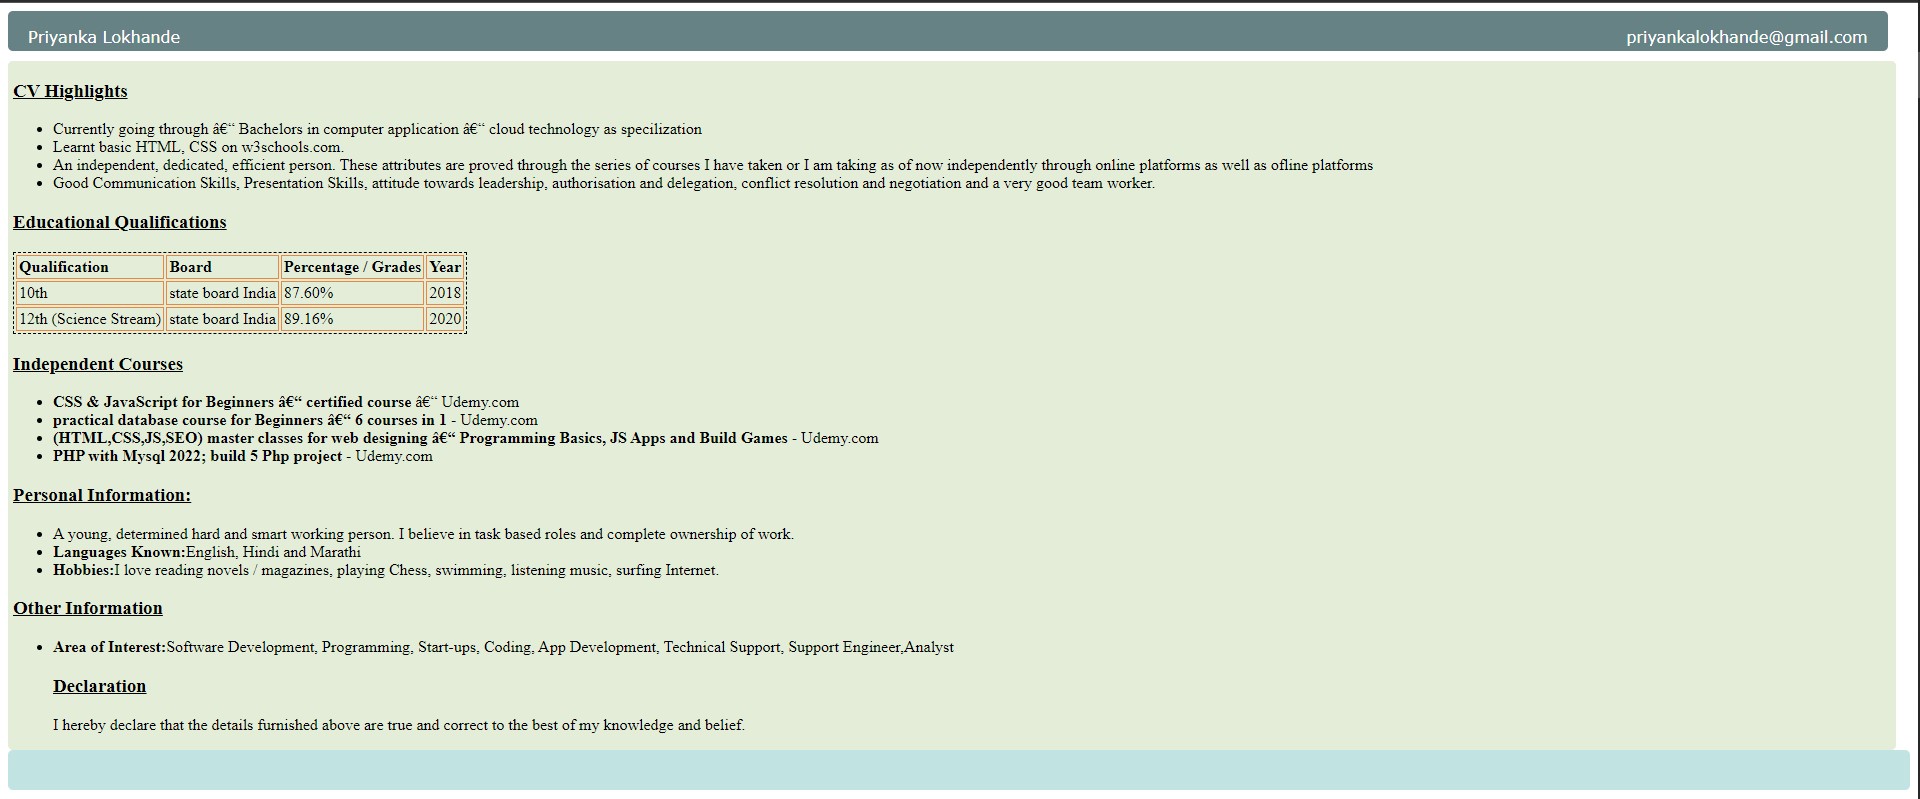 Priyanka Lokhande
priyankalokhande@gmail.com
CV Highlights
Currently going through â€“ Bachelors in computer application â€“ cloud technology as specilization
Learnt basic HTML, CSS on w3schools.com.
An independent, dedicated, efficient person. These attributes are proved through the series of courses I have taken or I am taking as of now independently through online platforms as well as ofline platforms
Good Communication Skills, Presentation Skills, attitude towards leadership, authorisation and delegation, conflict resolution and negotiation and a very good team worker.
Educational Qualifications
Qualification Board Percentage / Grades Year
10th state board India 87.60% 2018
12th (Science Stream) state board India 89.16% 2020
Independent Courses
CSS & JavaScript for Beginners â€“ certified course â€“ Udemy.com
practical database course for Beginners â€“ 6 courses in 1 - Udemy.com
(HTML,CSS,JS,SEO) master classes for web designing â€“ Programming Basics, JS Apps and Build Games - Udemy.com
PHP with Mysql 2022; build 5 Php project - Udemy.com
Personal Information:
A young, determined hard and smart working person. I believe in task based roles and complete ownership of work.
Languages Known:English, Hindi and Marathi
Hobbies:I love reading novels / magazines, playing Chess, swimming, listening music, surfing Internet.
Other Information
Area of Interest:Software Development, Programming, Start-ups, Coding, App Development, Technical Support, Support Engineer,Analyst
Declaration
I hereby declare that the details furnished above are true and correct to the best of my knowledge and belief.